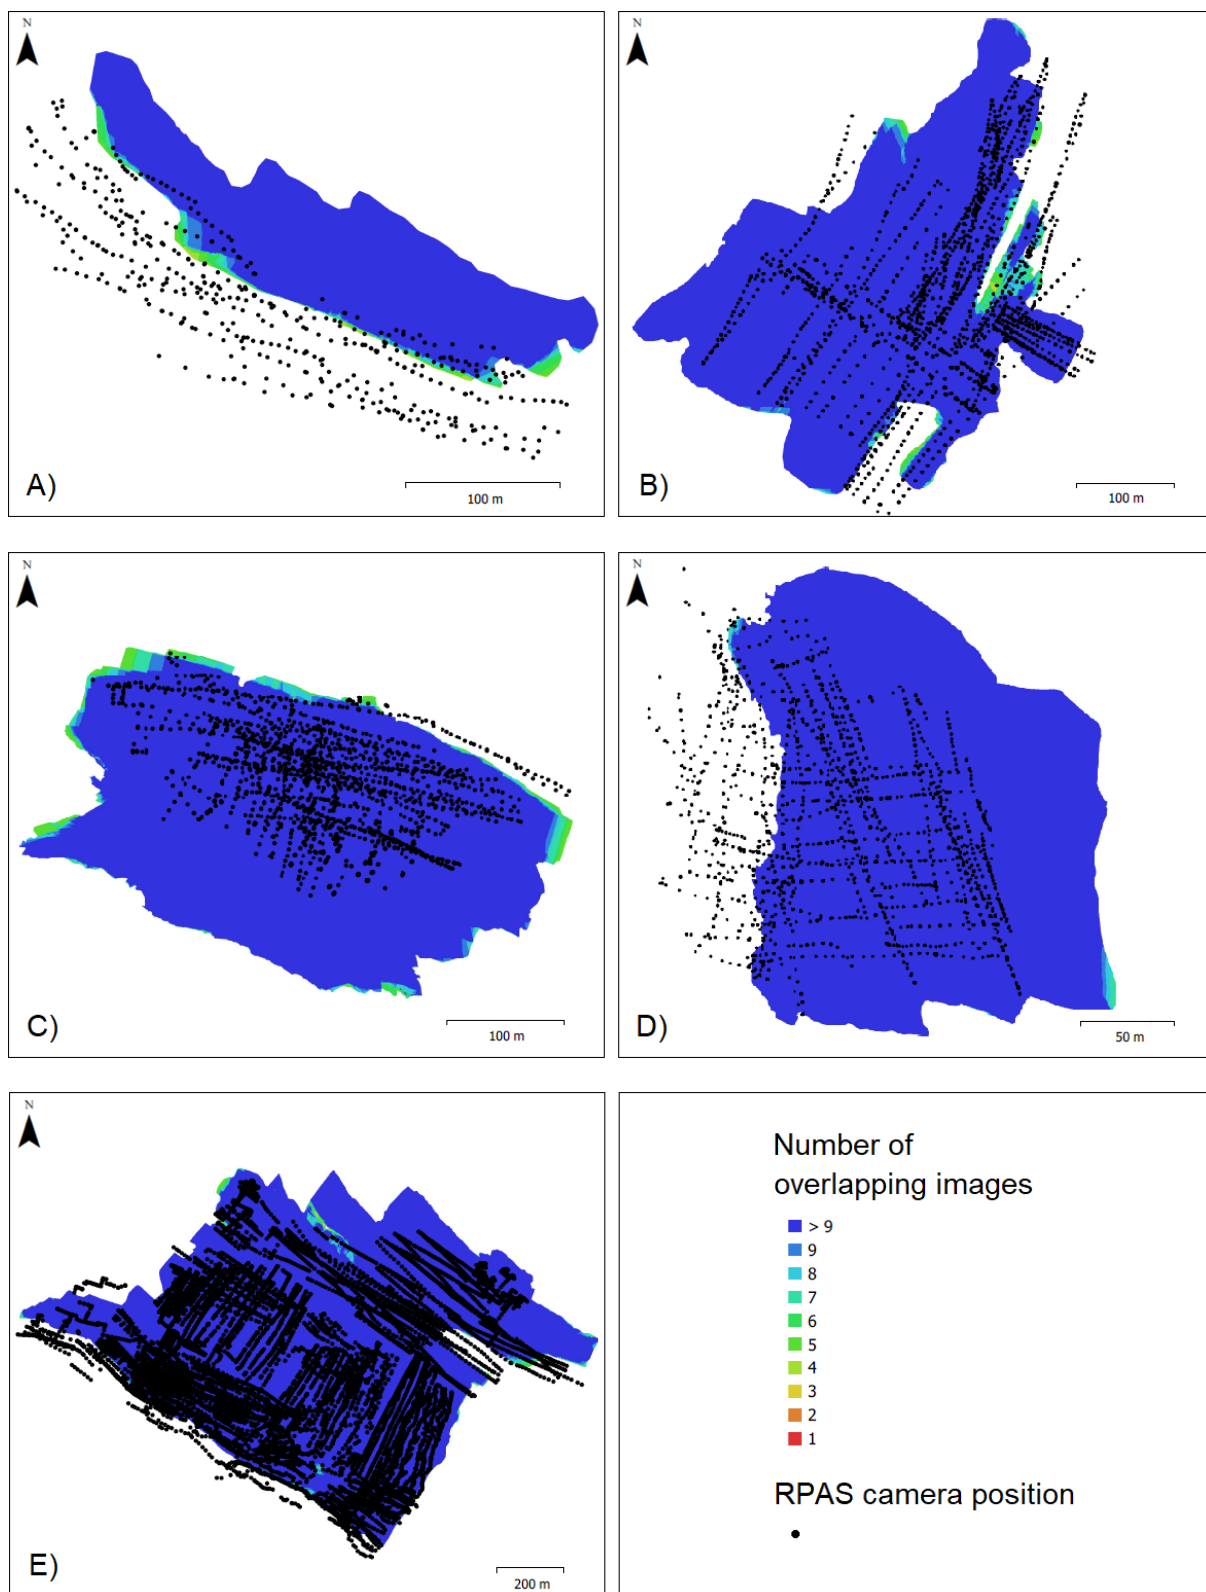 N
N
A)
100 m
B)
100 m
N
N
C)
100 m
D)
50 m
N
E)
200 m
Number of
overlapping images
> 9
9
8
7
6
5
4
3
2
1
RPAS camera position